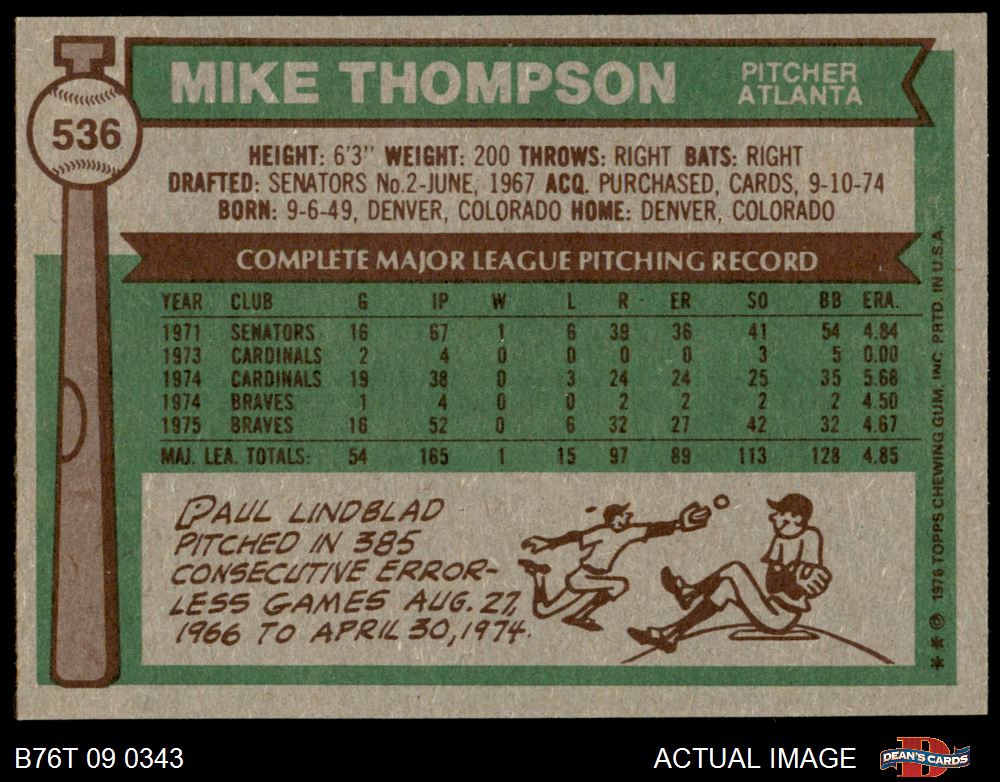 536
MIKE THOMPSON
PITCHER
ATLANTA
HEIGHT: 6'3" WEIGHT: 200 THROWS: RIGHT BATS: RIGHT
DRAFTED: SENATORS No.2-JUNE, 1967 ACQ. PURCHASED, CARDS, 9-10-74
BORN: 9-6-49, DENVER, COLORADO HOME: DENVER, COLORADO
COMPLETE MAJOR LEAGUE PITCHING RECORD
YEAR CLUB G IP W L R ER SO BB ERA.
1971 SENATORS 16 67 1 6 39 36 41 54 4.84
1973 CARDINALS 2 4 0 0 0 0 3 5 0.00
1974 CARDINALS 19 38 0 3 24 24 25 35 5.68
1974 BRAVES 1 4 0 0 2 2 2 2 4.50
1975 BRAVES 16 52 0 6 32 27 42 32 4.67
MAJ. LEA. TOTALS: 54 165 1 15 97 89 113 128 4.85
PAUL LINDBLAD
PITCHED IN 385
CONSECUTIVE ERROR-
LESS GAMES AUG. 27,
1966 TO APRIL 30, 1974.
** © 1976 TOPPS CHEWING GUM, INC. PRTD. IN U.S.A.
B76T 09 0343
ACTUAL IMAGE
DEAN'S CARDS